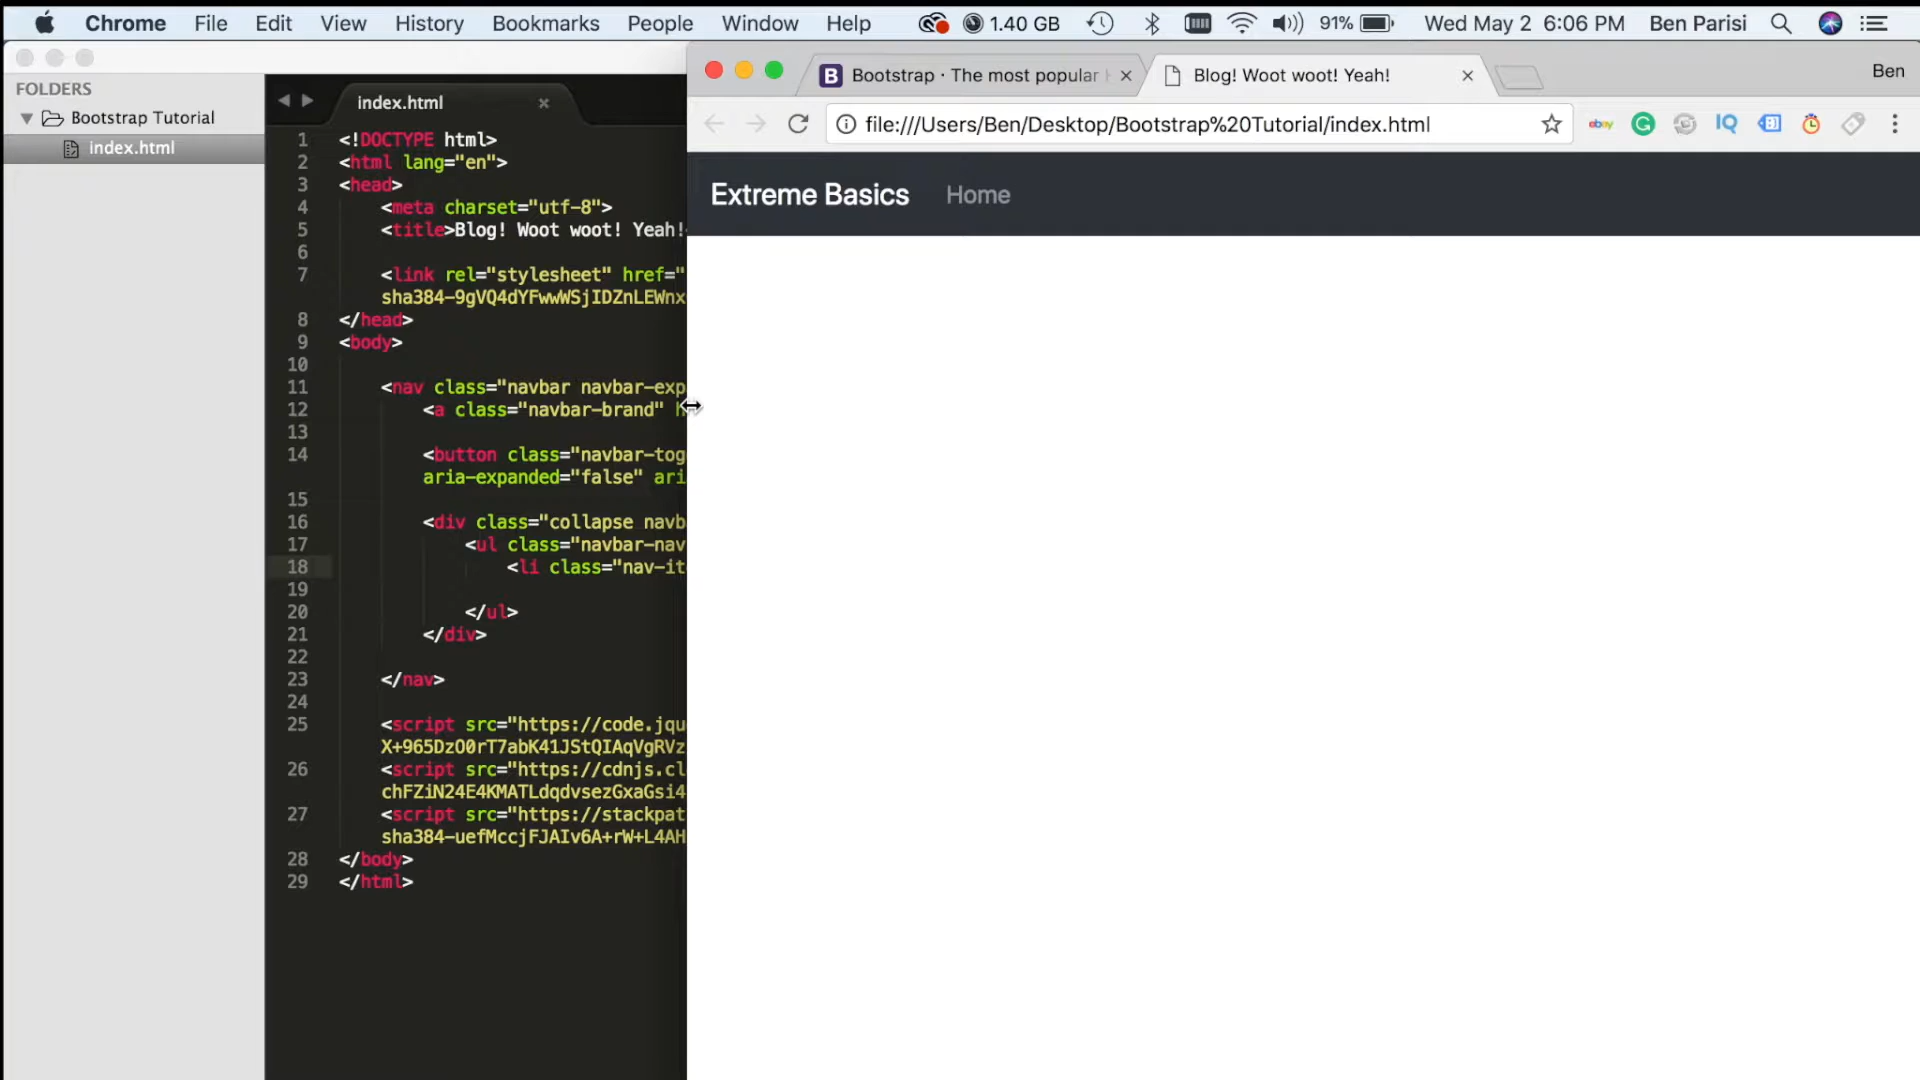 Chrome File Edit View History Bookmarks People Window Help 1.40 GB 91% Wed May 2 6:06 PM Ben Parisi
FOLDERS
Bootstrap Tutorial
index.html
index.html
1 <!DOCTYPE html>
2 <html lang="en">
3 <head>
4 <meta charset="utf-8">
5 <title>Blog! Woot woot! Yeah!
6
7 <link rel="stylesheet" href="
sha384-9gVQ4dYFwwWSjIDZnLEWnx
8 </head>
9 <body>
10
11 <nav class="navbar navbar-exp
12 <a class="navbar-brand" h
13
14 <button class="navbar-tog
aria-expanded="false" ari
15
16 <div class="collapse navb
17 <ul class="navbar-nav
18 <li class="nav-it
19
20 </ul>
21 </div>
22
23 </nav>
24
25 <script src="https://code.jqu
X+965DzO0rT7abK41JStQIAqVgRVz
26 <script src="https://cdnjs.cl
chFZiN24E4KMATLdqdvsezGxaGsi4
27 <script src="https://stackpat
sha384-uefMccjFJAIv6A+rW+L4AH
28 </body>
29 </html>
B Bootstrap · The most popular Blog! Woot woot! Yeah! Ben
file:///Users/Ben/Desktop/Bootstrap%20Tutorial/index.html ebay G IQ
Extreme Basics Home